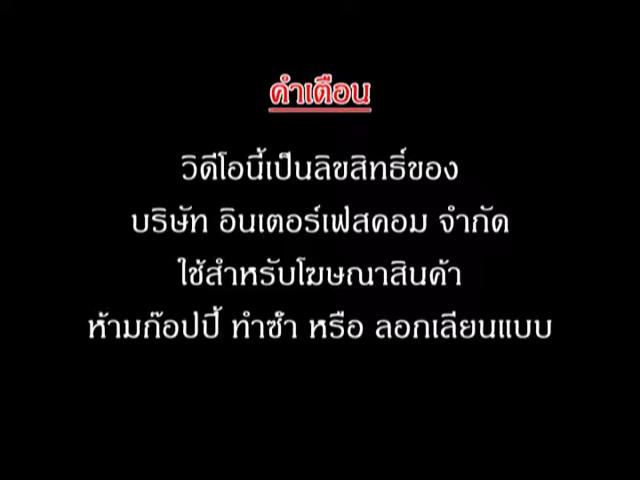 คำเตือน
วิดีโอนี้เป็นลิขสิทธิ์ของ
บริษัท อินเตอร์เฟสคอม จำกัด
ใช้สำหรับโฆษณาสินค้า
ห้ามก๊อปปี้ ทำซ้ำ หรือ ลอกเลียนแบบ